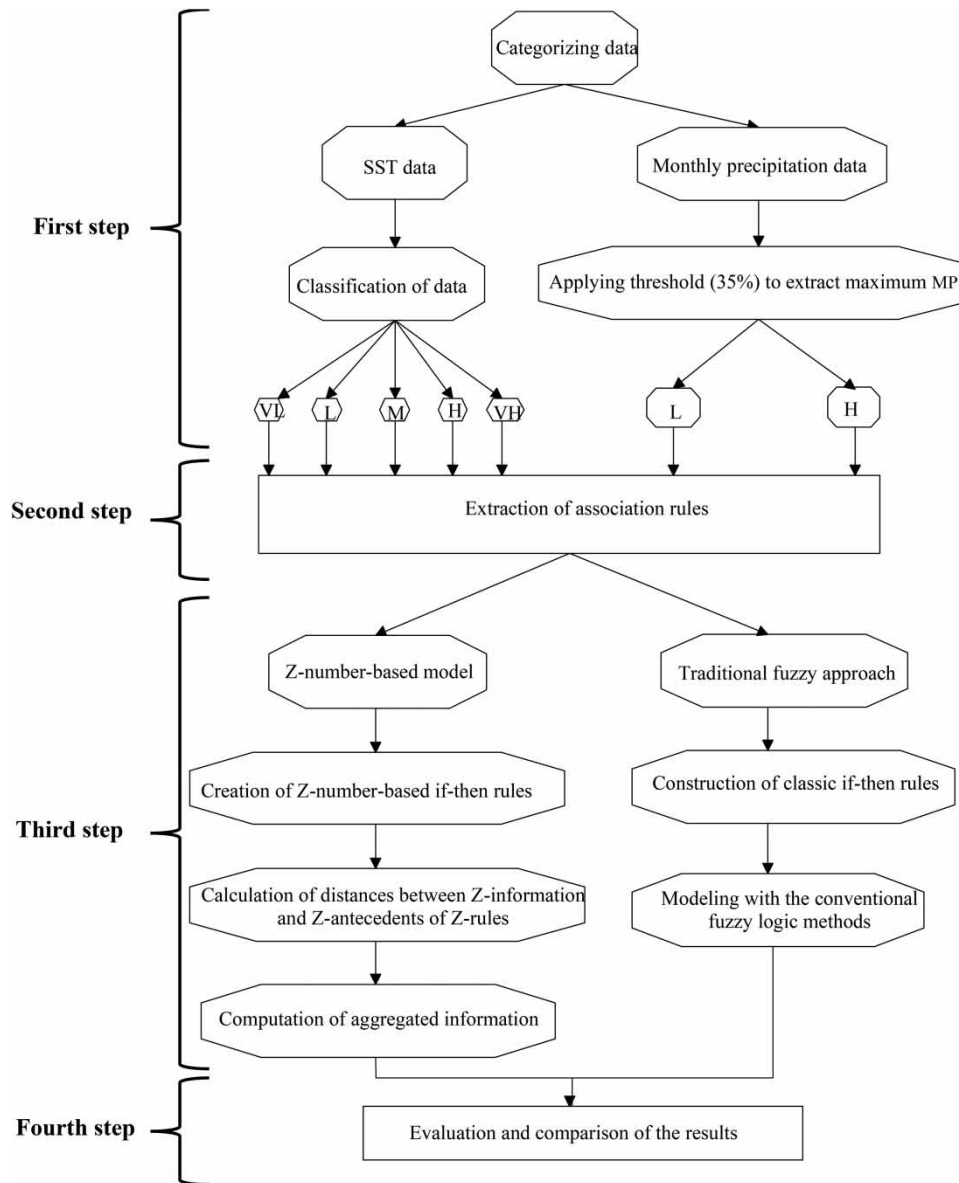 Categorizing data
SST data
Monthly precipitation data
First step
Classification of data
Applying threshold (35%) to extract maximum MP
VL
L
M
H
VH
L
H
Second step
Extraction of association rules
Z-number-based model
Traditional fuzzy approach
Creation of Z-number-based if-then rules
Construction of classic if-then rules
Third step
Calculation of distances between Z-information
and Z-antecedents of Z-rules
Modeling with the conventional
fuzzy logic methods
Computation of aggregated information
Fourth step
Evaluation and comparison of the results